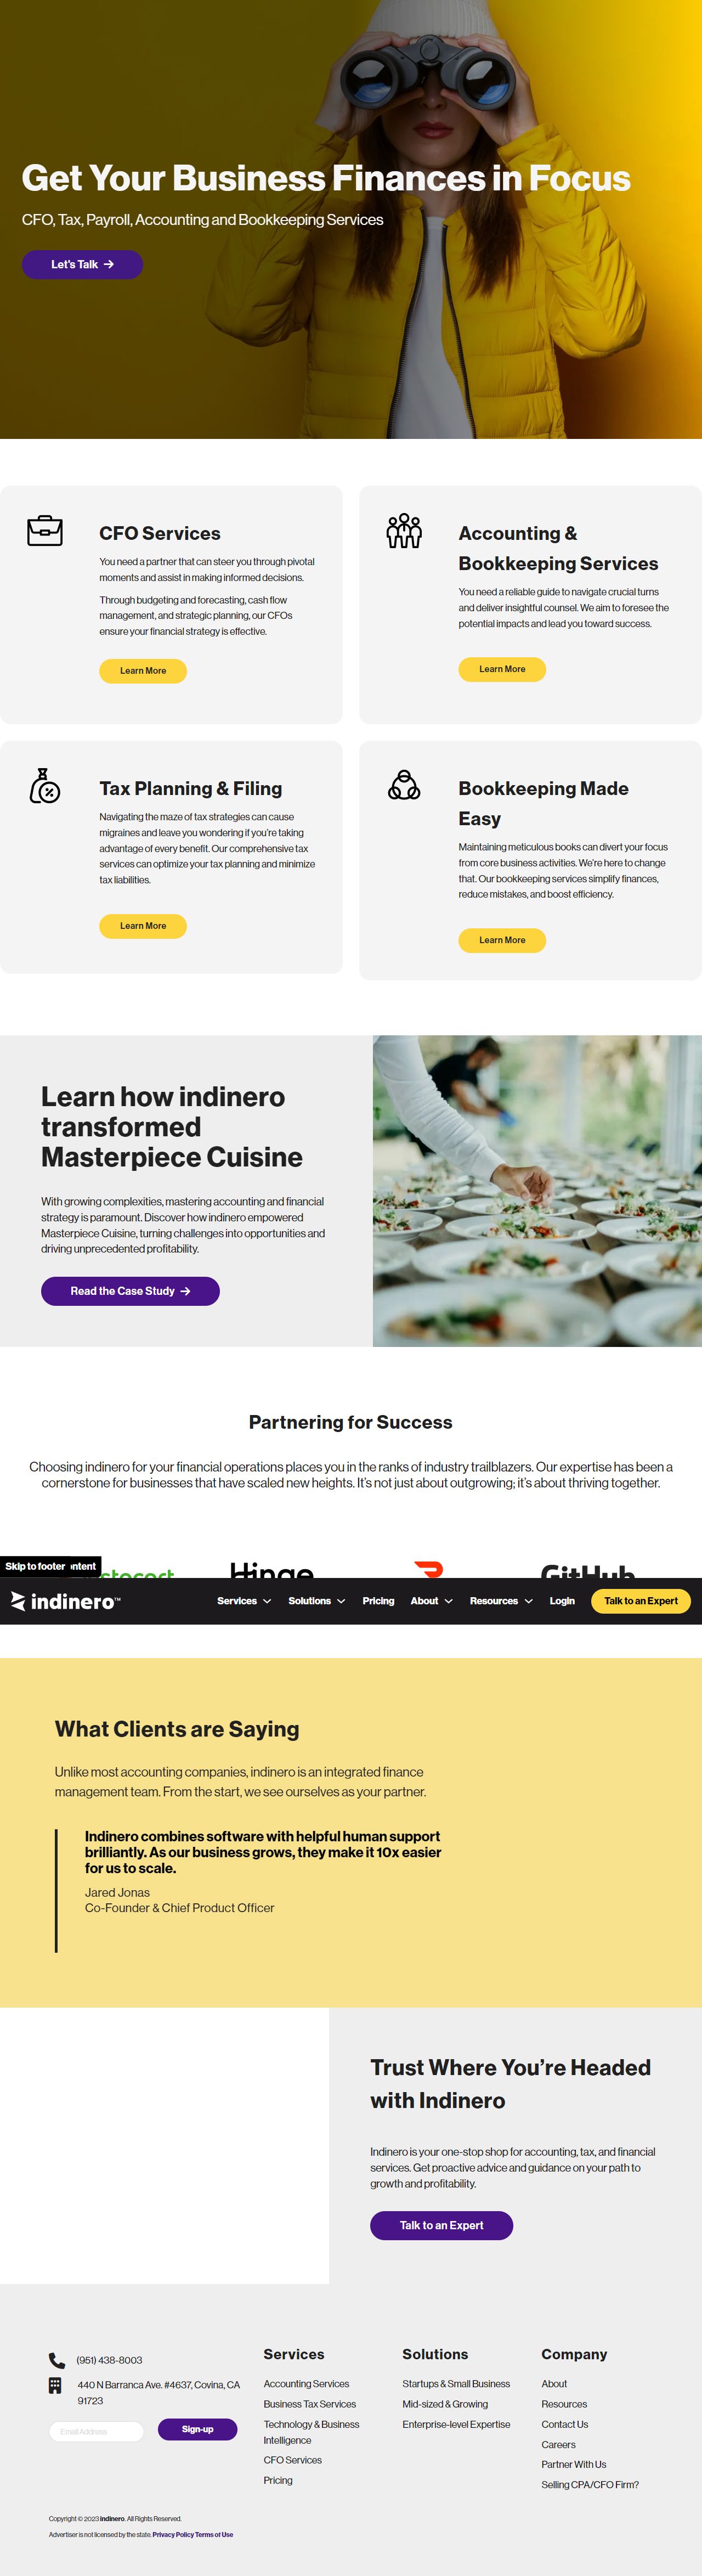 Get Your Business Finances in Focus
CFO, Tax, Payroll, Accounting and Bookkeeping Services
Let's Talk →
CFO Services
You need a partner that can steer you through pivotal
moments and assist in making informed decisions.
Through budgeting and forecasting, cash flow
management, and strategic planning, our CFOs
ensure your financial strategy is effective.
Learn More
Accounting &
Bookkeeping Services
You need a reliable guide to navigate crucial turns
and deliver insightful counsel. We aim to foresee the
potential impacts and lead you toward success.
Learn More
Tax Planning & Filing
Navigating the maze of tax strategies can cause
migraines and leave you wondering if you're taking
advantage of every benefit. Our comprehensive tax
services can optimize your tax planning and minimize
tax liabilities.
Learn More
Bookkeeping Made
Easy
Maintaining meticulous books can divert your focus
from core business activities. We're here to change
that. Our bookkeeping services simplify finances,
reduce mistakes, and boost efficiency.
Learn More
Learn how indinero
transformed
Masterpiece Cuisine
With growing complexities, mastering accounting and financial
strategy is paramount. Discover how indinero empowered
Masterpiece Cuisine, turning challenges into opportunities and
driving unprecedented profitability.
Read the Case Study →
Partnering for Success
Choosing indinero for your financial operations places you in the ranks of industry trailblazers. Our expertise has been a
cornerstone for businesses that have scaled new heights. It's not just about outgrowing; it's about thriving together.
Skip to footer ntent
stacart Hinge GitHub
indinero™ Services Solutions Pricing About Resources Login Talk to an Expert
What Clients are Saying
Unlike most accounting companies, indinero is an integrated finance
management team. From the start, we see ourselves as your partner.
Indinero combines software with helpful human support
brilliantly. As our business grows, they make it 10x easier
for us to scale.
Jared Jonas
Co-Founder & Chief Product Officer
Trust Where You're Headed
with Indinero
Indinero is your one-stop shop for accounting, tax, and financial
services. Get proactive advice and guidance on your path to
growth and profitability.
Talk to an Expert
(951) 438-8003
440 N Barranca Ave. #4637, Covina, CA
91723
Email Address Sign-up
Services
Accounting Services
Business Tax Services
Technology & Business
Intelligence
CFO Services
Pricing
Solutions
Startups & Small Business
Mid-sized & Growing
Enterprise-level Expertise
Company
About
Resources
Contact Us
Careers
Partner With Us
Selling CPA/CFO Firm?
Copyright © 2023 indinero. All Rights Reserved.
Advertiser is not licensed by the state. Privacy Policy Terms of Use